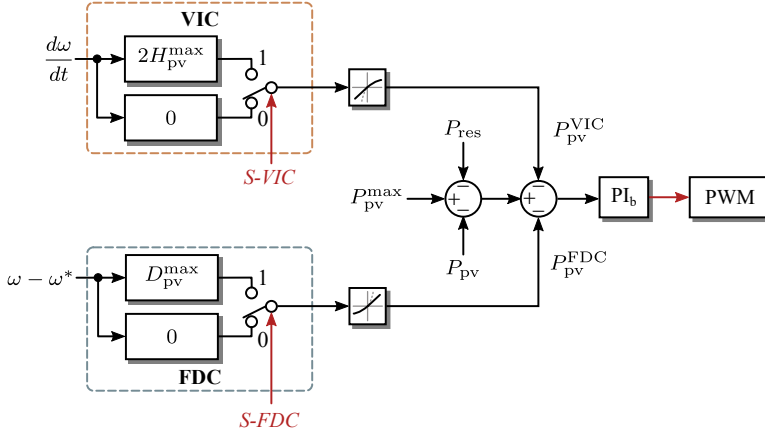 VIC
dω/dt
2H_pv^max
1
0
0
S-VIC
P_res
P_pv^VIC
P_pv^max
+
−
−
+
−
−
PI_b
PWM
P_pv
P_pv^FDC
ω − ω*
D_pv^max
1
0
0
FDC
S-FDC